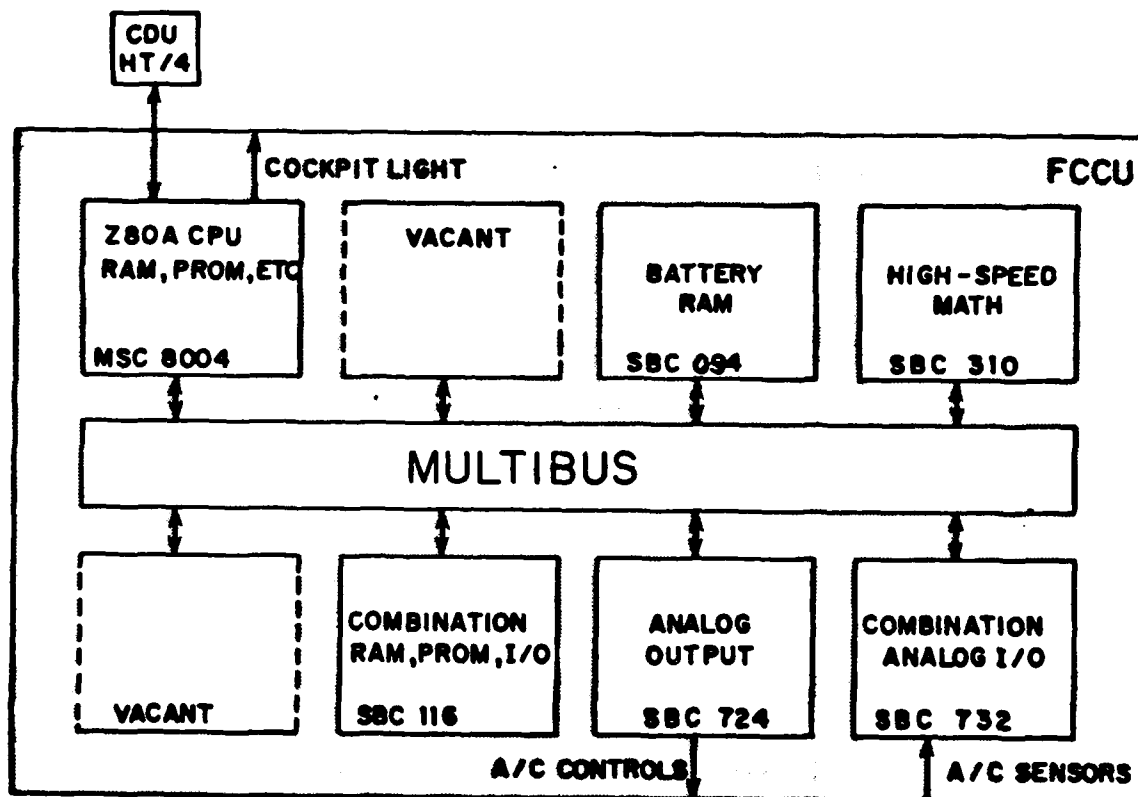 CDU
HT/4
COCKPIT LIGHT
FCCU
Z80A CPU
RAM, PROM, ETC
MSC 8004
VACANT
BATTERY
RAM
SBC 094
HIGH-SPEED
MATH
SBC 310
MULTIBUS
VACANT
COMBINATION
RAM, PROM, I/O
SBC 116
ANALOG
OUTPUT
SBC 724
COMBINATION
ANALOG I/O
SBC 732
A/C CONTROLS
A/C SENSORS